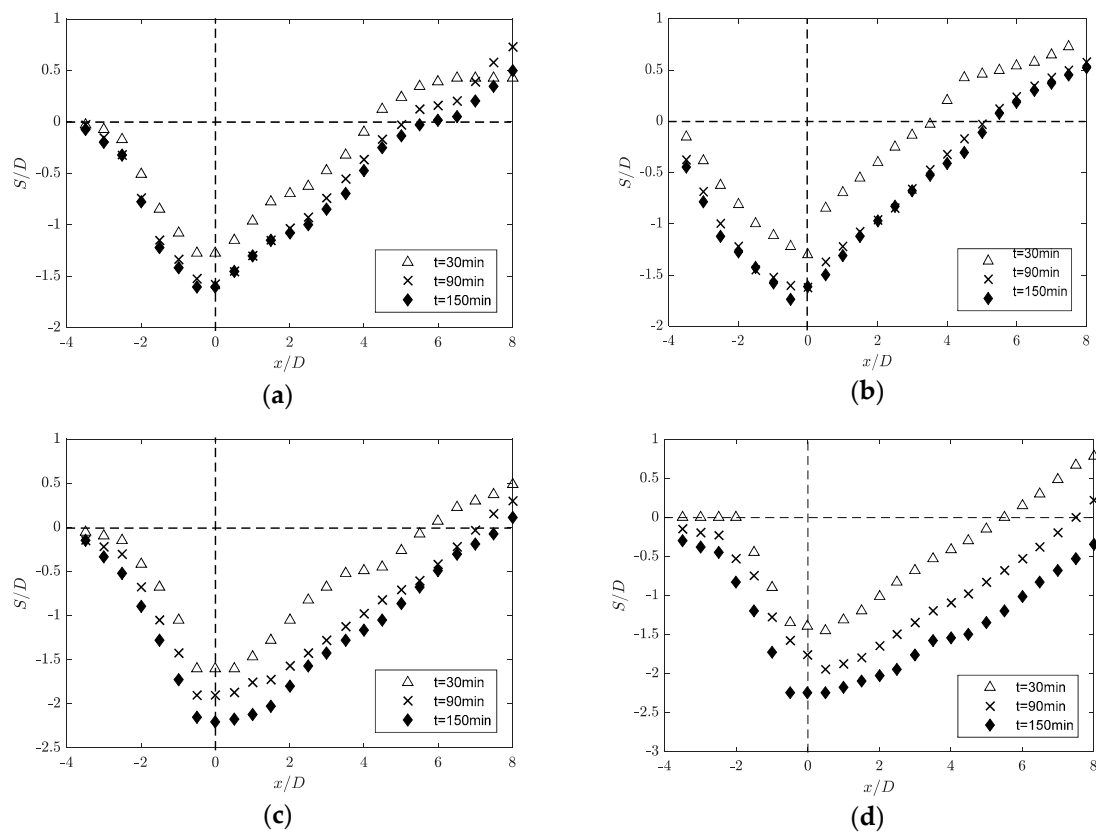 1
0.5
0
-0.5
-1
-1.5
-2
S/D
-4 -2 0 2 4 6 8
x/D
t=30min
t=90min
t=150min
(a)
1
0.5
0
-0.5
-1
-1.5
-2
S/D
-4 -2 0 2 4 6 8
x/D
t=30min
t=90min
t=150min
(b)
1
0.5
0
-0.5
-1
-1.5
-2
-2.5
S/D
-4 -2 0 2 4 6 8
x/D
t=30min
t=90min
t=150min
(c)
1
0.5
0
-0.5
-1
-1.5
-2
-2.5
-3
S/D
-4 -2 0 2 4 6 8
x/D
t=30min
t=90min
t=150min
(d)